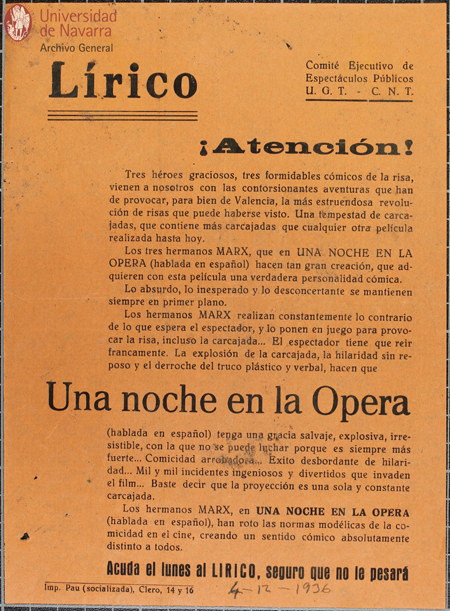 Universidad
de Navarra
Archivo General
Lírico
Comité Ejecutivo de
Espectáculos Públicos
U. G. T. - C. N. T.
¡Atención!
Tres héroes graciosos, tres formidables cómicos de la risa,
vienen a nosotros con las contorsionantes aventuras que han
de provocar, para bien de Valencia, la más estruendosa revolu-
ción de risas que puede haberse visto. Una tempestad de carca-
jadas, que contiene más carcajadas que cualquier otra película
realizada hasta hoy.
Los tres hermanos MARX, que en UNA NOCHE EN LA
OPERA (hablada en español) hacen tan gran creación, que ad-
quieren con esta película una verdadera personalidad cómica.
Lo absurdo, lo inesperado y lo desconcertante se mantienen
siempre en primer plano.
Los hermanos MARX realizan constantemente lo contrario
de lo que espera el espectador, y lo ponen en juego para provo-
car la risa, incluso la carcajada... El espectador tiene que reir
francamente. La explosión de la carcajada, la hilaridad sin re-
poso y el derroche del truco plástico y verbal, hacen que
Una noche en la Opera
(hablada en español) tenga una gracia salvaje, explosiva, irre-
sistible, con la que no se puede luchar porque es siempre más
fuerte... Comicidad arrobadora... Exito desbordante de hilari-
dad... Mil y mil incidentes ingeniosos y divertidos que invaden
el film... Baste decir que la proyección es una sola y constante
carcajada.
Los hermanos MARX, en UNA NOCHE EN LA OPERA
(hablada en español), han roto las normas modélicas de la co-
micidad en el cine, creando un sentido cómico absolutamente
distinto a todos.
Acuda el lunes al LIRICO, seguro que no le pesará
Imp. Pau (socializada), Clero, 14 y 16
4-12-1936